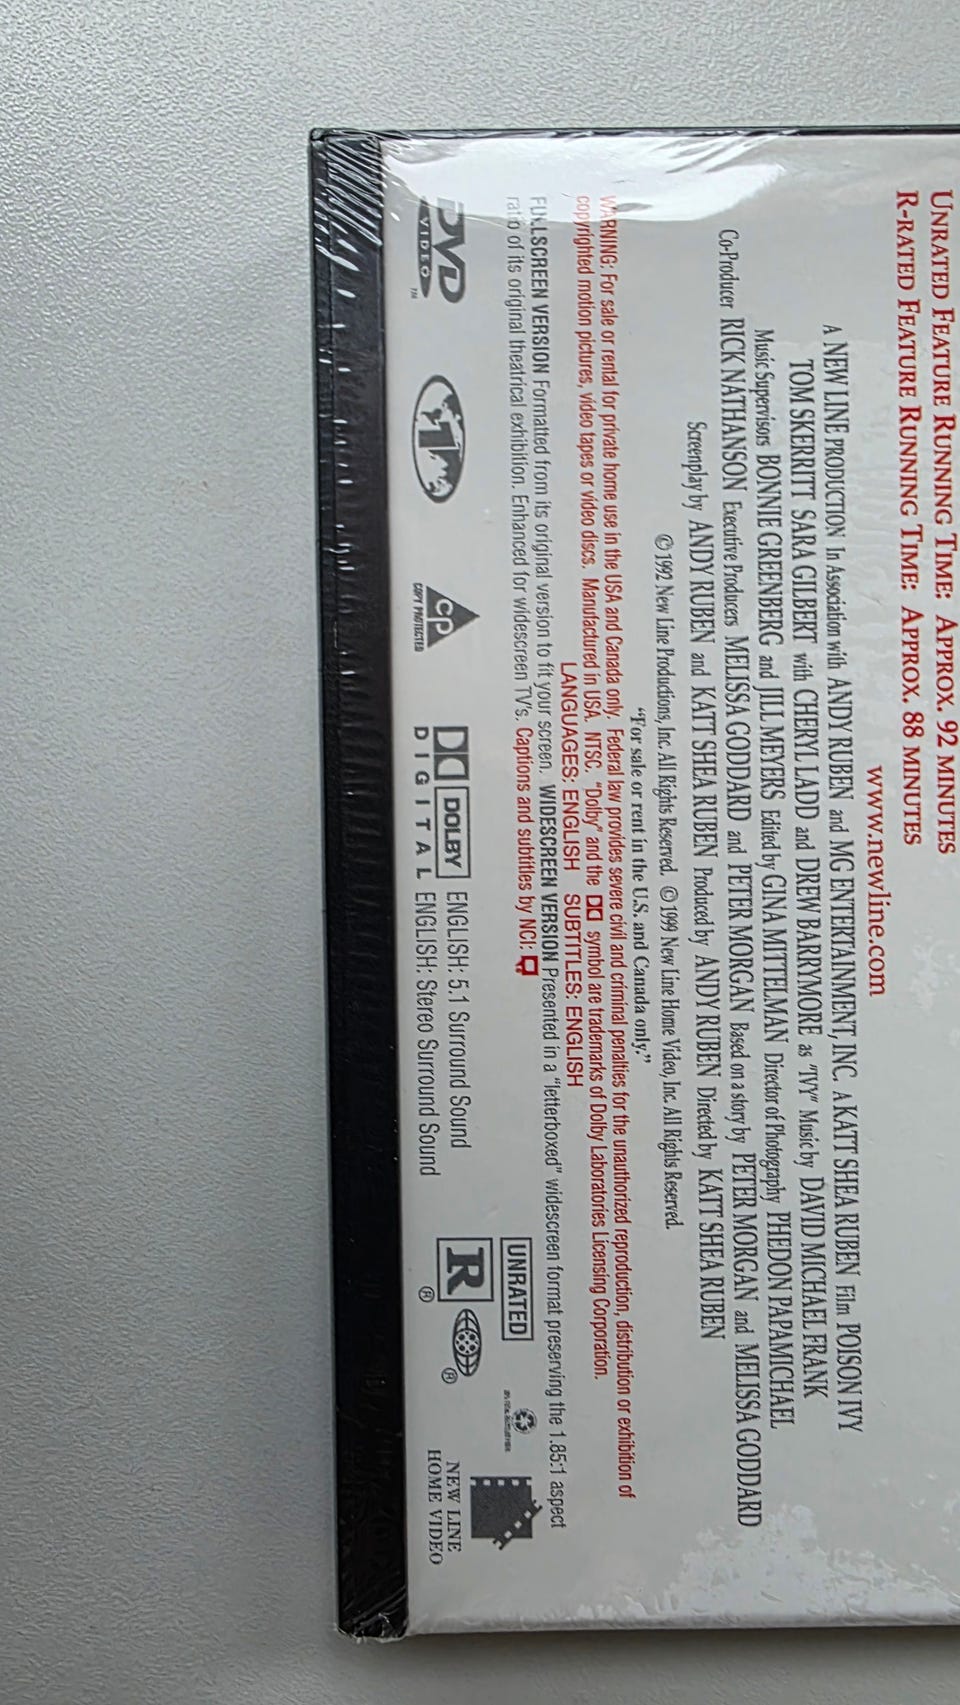 UNRATED FEATURE RUNNING TIME: APPROX. 92 MINUTES
R-RATED FEATURE RUNNING TIME: APPROX. 88 MINUTES
www.newline.com
A NEW LINE PRODUCTION In Association with ANDY RUBEN and MG ENTERTAINMENT, INC. A KATT SHEA RUBEN Film POISON IVY
TOM SKERRITT SARA GILBERT with CHERYL LADD and DREW BARRYMORE as "IVY" Music by DAVID MICHAEL FRANK
Music Supervisors BONNIE GREENBERG and JILL MEYERS Edited by GINA MITTELMAN Director of Photography PHEDON PAPAMICHAEL
Co-Producer RICK NATHANSON Executive Producers MELISSA GODDARD and PETER MORGAN Based on a story by PETER MORGAN and MELISSA GODDARD
Screenplay by ANDY RUBEN and KATT SHEA RUBEN Produced by ANDY RUBEN Directed by KATT SHEA RUBEN
©1992 New Line Productions, Inc. All Rights Reserved. ©1999 New Line Home Video, Inc. All Rights Reserved.
"For sale or rent in the U.S. and Canada only."
WARNING: For sale or rental for private home use in the USA and Canada only. Federal law provides severe civil and criminal penalties for the unauthorized reproduction, distribution or exhibition of
copyrighted motion pictures, video tapes or video discs. Manufactured in USA. NTSC. "Dolby" and the symbol are trademarks of Dolby Laboratories Licensing Corporation.
LANGUAGES: ENGLISH SUBTITLES: ENGLISH
FULLSCREEN VERSION Formatted from its original version to fit your screen. WIDESCREEN VERSION Presented in a "letterboxed" widescreen format preserving the 1.85:1 aspect
ratio of its original theatrical exhibition. Enhanced for widescreen TV's. Captions and subtitles by NCI:
DVD
VIDEO
TM
1
CP
COPY PROTECTED
DOLBY
DIGITAL
ENGLISH: 5.1 Surround Sound
ENGLISH: Stereo Surround Sound
UNRATED
R
®
®
NEW LINE
HOME VIDEO